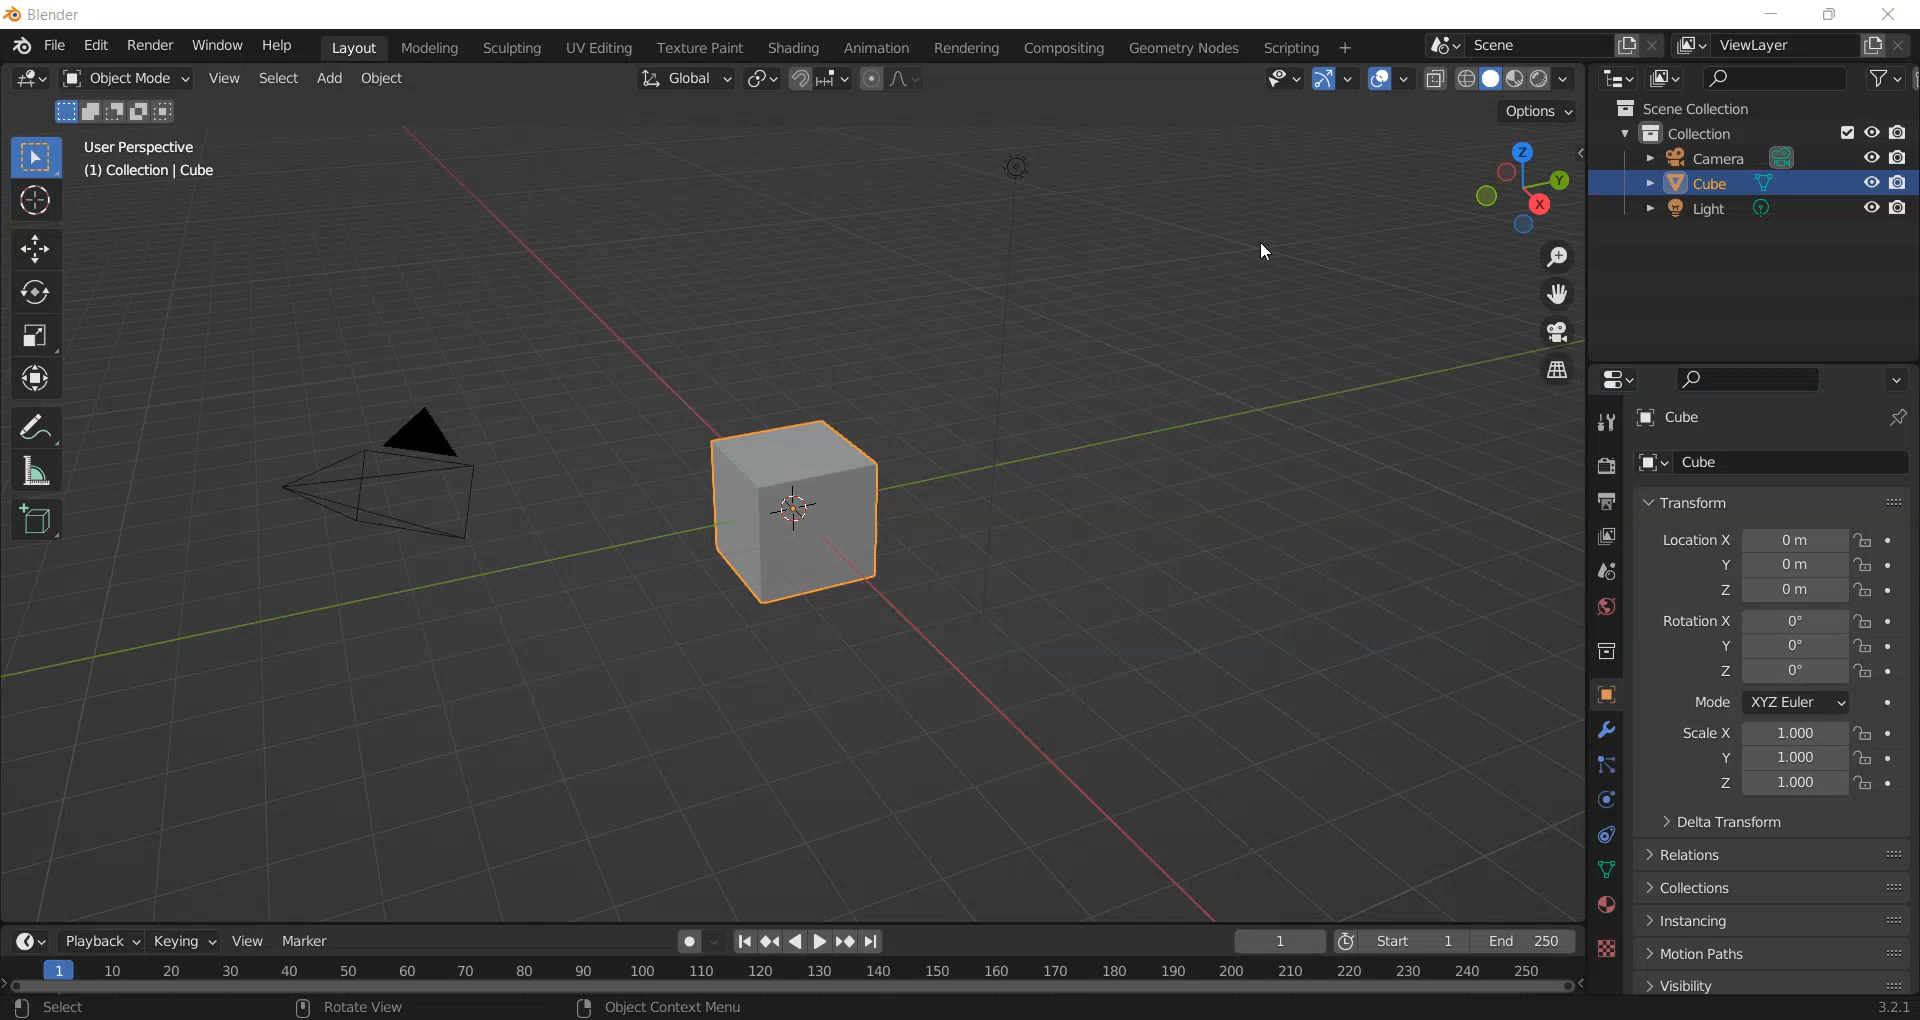 Blender
File Edit Render Window Help Layout Modeling Sculpting UV Editing Texture Paint Shading Animation Rendering Compositing Geometry Nodes Scripting + Scene ViewLayer
Object Mode View Select Add Object Global
Options
User Perspective
(1) Collection | Cube
Z
Y
X
Scene Collection
Collection
Camera
Cube
Light
Cube
Cube
Transform
Location X 0 m
Y 0 m
Z 0 m
Rotation X 0°
Y 0°
Z 0°
Mode XYZ Euler
Scale X 1.000
Y 1.000
Z 1.000
Delta Transform
Relations
Collections
Instancing
Motion Paths
Visibility
Playback Keying View Marker 1 Start 1 End 250
1 10 20 30 40 50 60 70 80 90 100 110 120 130 140 150 160 170 180 190 200 210 220 230 240 250
Select Rotate View Object Context Menu 3.2.1